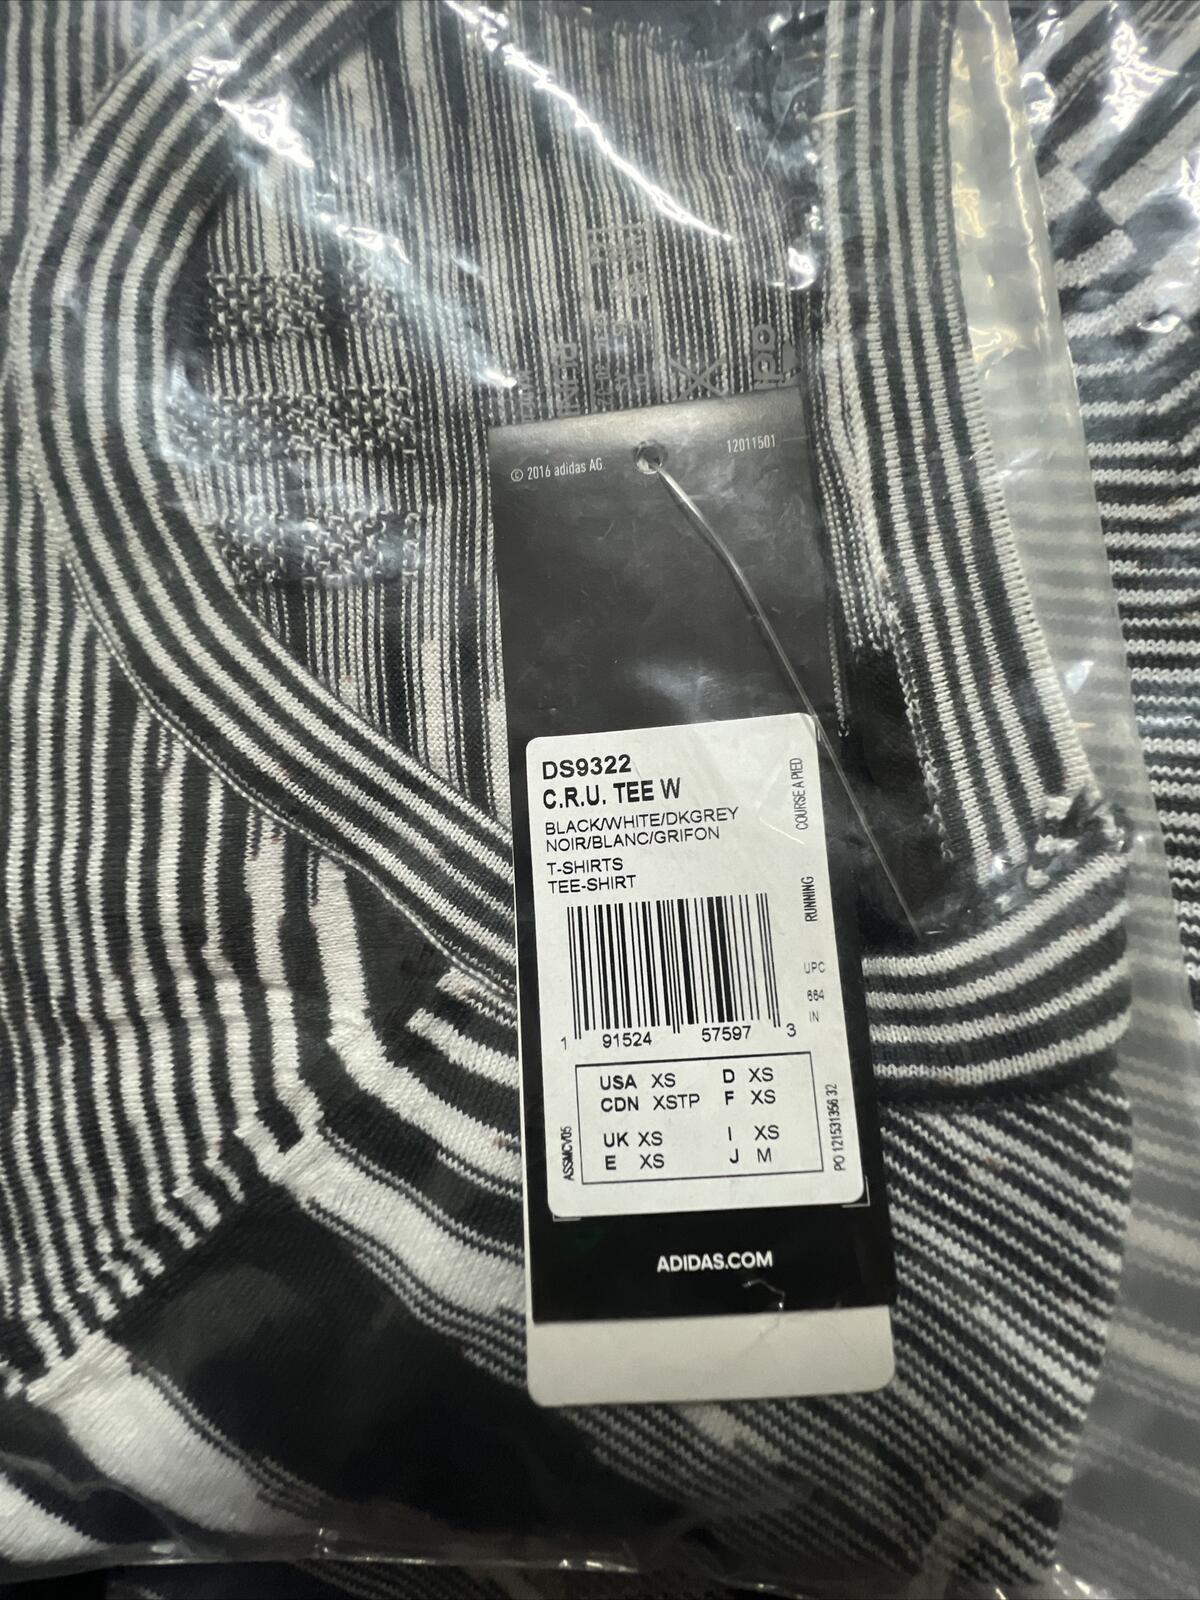 © 2016 adidas AG.
12011501
DS9322
C.R.U. TEE W
BLACK/WHITE/DKGREY
NOIR/BLANC/GRIFON
T-SHIRTS
TEE-SHIRT
COURSE A PIED
RUNNING
UPC
664
IN
1 91524 57597 3
USA XS D XS
CDN XSTP F XS
UK XS I XS
E XS J M
ASSMCV05
PO 121531356 32
ADIDAS.COM